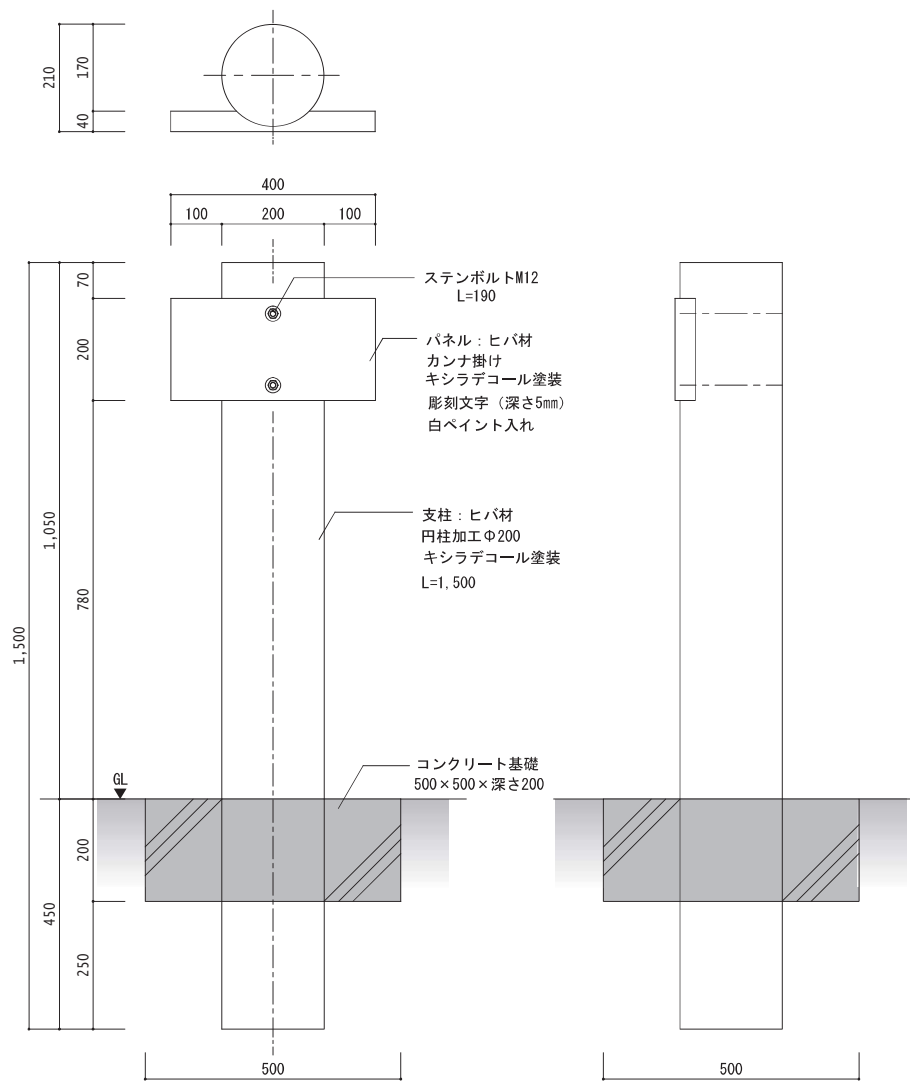 210
170
40
400
100
200
100
70
200
1,050
780
1,500
ステンボルトM12
L=190
パネル：ヒバ材
カンナ掛け
キシラデコール塗装
彫刻文字（深さ5㎜）
白ペイント入れ
支柱：ヒバ材
円柱加工Φ200
キシラデコール塗装
L=1,500
コンクリート基礎
500×500×深さ200
GL
200
450
250
500
500